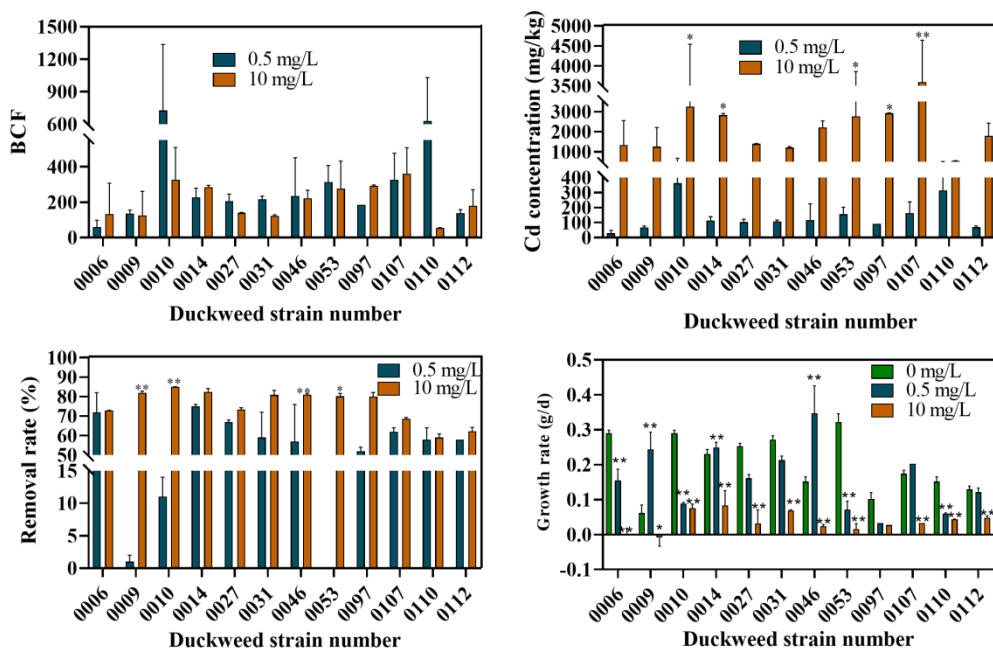 BCF
1500
1200
900
600
400
200
0
0.5 mg/L
10 mg/L
0006 0009 0010 0014 0027 0031 0046 0053 0097 0107 0110 0112
Duckweed strain number
Cd concentration (mg/kg)
5000
4500
4000
3500
3000
2000
1000
400
300
200
100
0
0.5 mg/L
10 mg/L
* * * * **
0006 0009 0010 0014 0027 0031 0046 0053 0097 0107 0110 0112
Duckweed strain number
Removal rate (%)
100
90
80
70
60
50
15
10
5
0
0.5 mg/L
10 mg/L
** ** ** *
0006 0009 0010 0014 0027 0031 0046 0053 0097 0107 0110 0112
Duckweed strain number
Growth rate (g/d)
0.5
0.4
0.3
0.2
0.1
0.0
-0.1
0 mg/L
0.5 mg/L
10 mg/L
** ** ** * ** ** ** ** ** ** ** ** ** ** ** ** ** **
0006 0009 0010 0014 0027 0031 0046 0053 0097 0107 0110 0112
Duckweed strain number